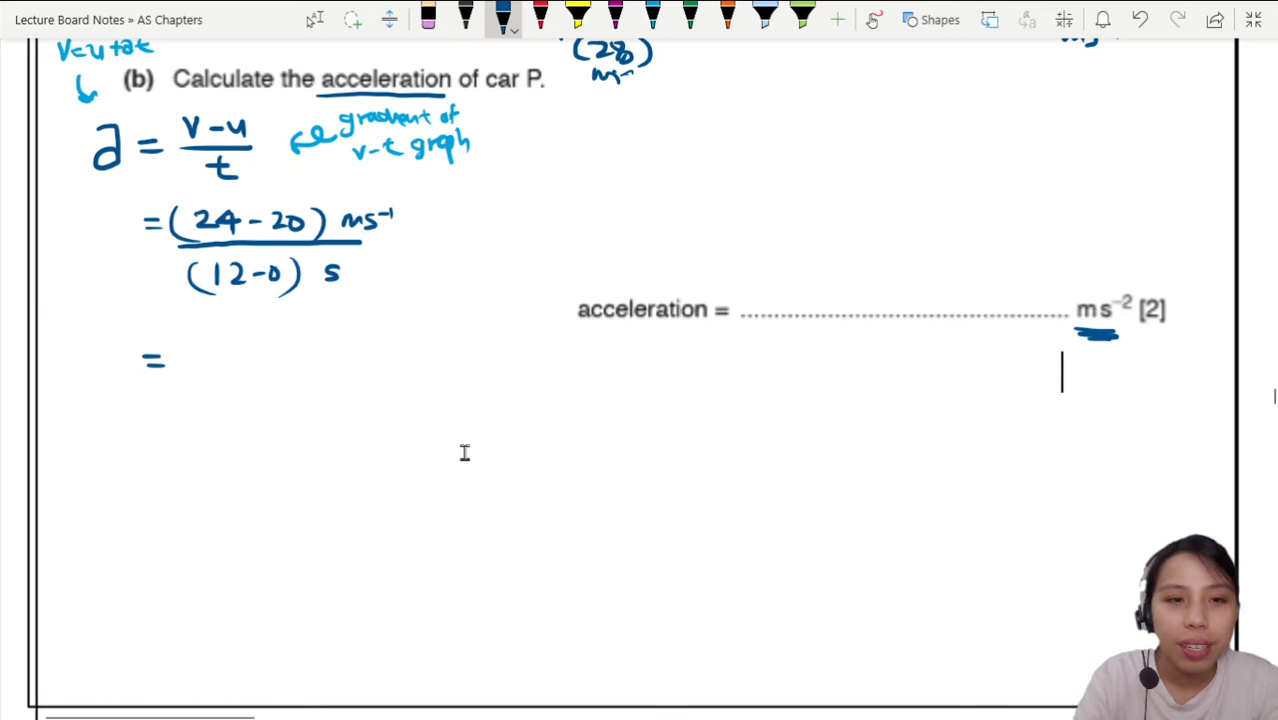 Lecture Board Notes » AS Chapters
Shapes
v=u+at
(28)
ms⁻
ms⁻
(b) Calculate the acceleration of car P.
a = v-u / t
gradient of
v-t graph
= (24-20) ms⁻¹
(12-0) s
acceleration = ............................................... m s⁻² [2]
=